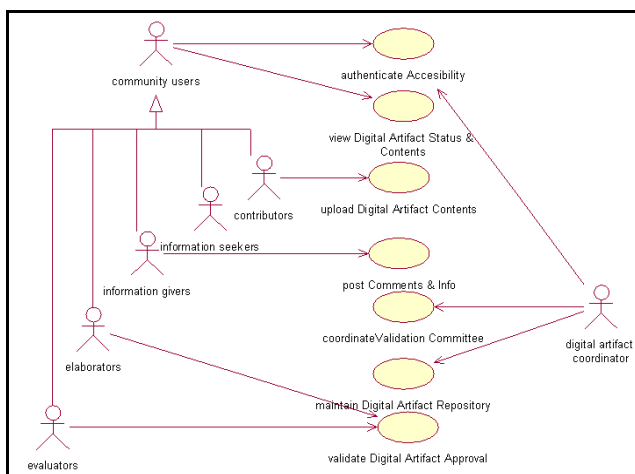 community users
authenticate Accesibility
view Digital Artifact Status &
Contents
contributors
upload Digital Artifact Contents
information seekers
information givers
post Comments & Info
coordinateValidation Committee
digital artifact
coordinator
elaborators
maintain Digital Artifact Repository
evaluators
validate Digital Artifact Approval